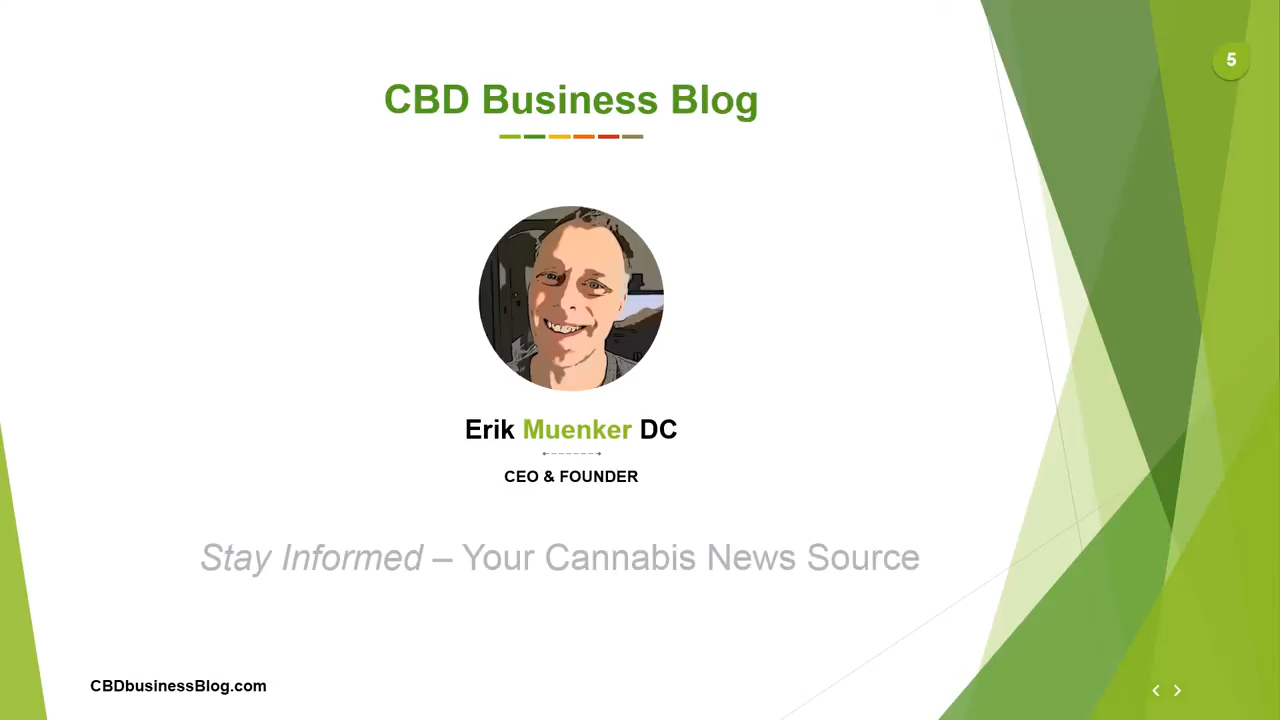 5
CBD Business Blog
Erik Muenker DC
CEO & FOUNDER
Stay Informed – Your Cannabis News Source
CBDbusinessBlog.com